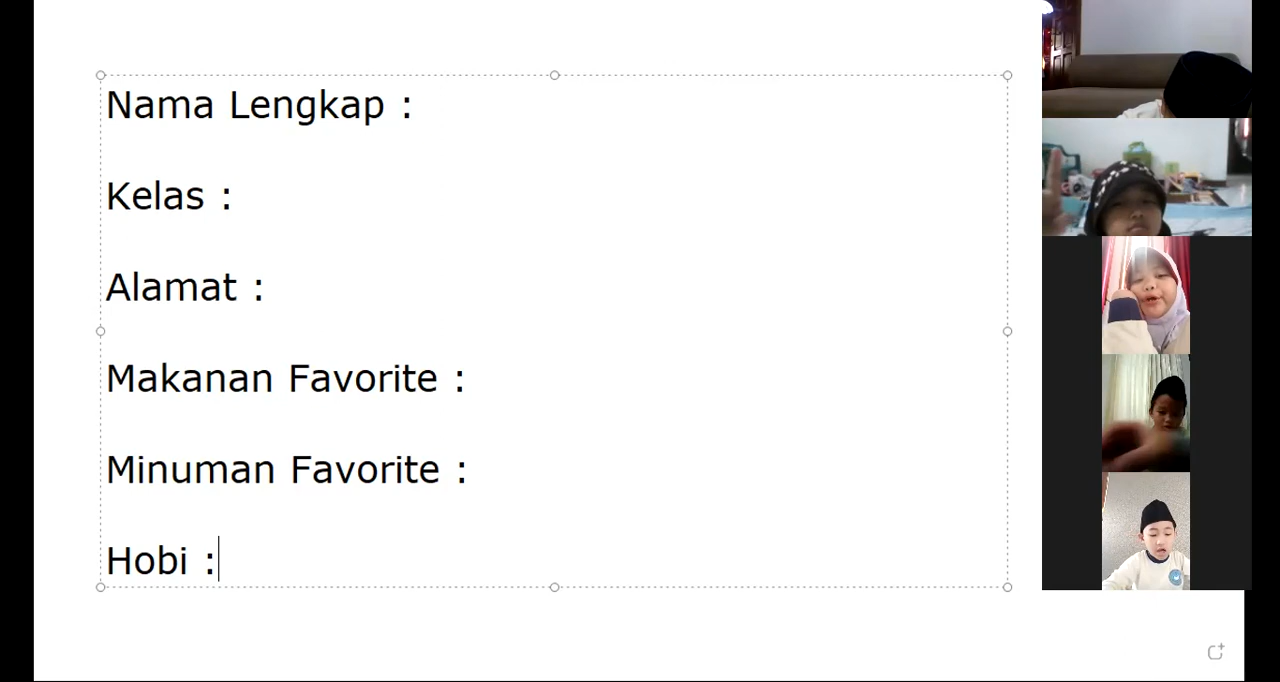 Nama Lengkap :
Kelas :
Alamat :
Makanan Favorite :
Minuman Favorite :
Hobi :